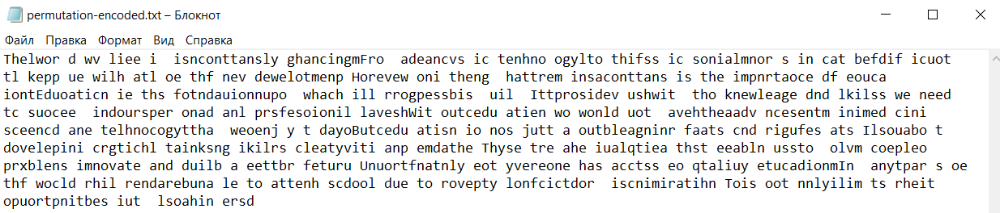 permutation-encoded.txt – Блокнот
Файл Правка Формат Вид Справка
Thelwor d wv liee i  isnconttansly ghancingmFro  adeancvs ic tenhno ogylto thifss ic sonialmnor s in cat befdif icuot
tl kepp ue wilh atl oe thf nev dewelotmenp Horevew oni theng  hattrem insaconttans is the impnrtaoce df eouca
iontEduoaticn ie ths fotndauionnupo  whach ill rrogpessbis  uil  Ittprosidev ushwit  tho knewleage dnd lkilss we need
tc suocee  indoursper onad anl prsfesoionil laveshWit outcedu atien wo wonld uot  avehtheaadv ncesentm inimed cini
sceencd ane telhnocogyttha  weoenj y t dayoButcedu atisn io nos jutt a outbleagninr faats cnd rigufes ats Ilsouabo t
dovelepini crgtichl tainksng ikilrs cleatyviti anp emdathe Thyse tre ahe iualqtiea thst eeabln ussto  olvm coepleo
prxblens imnovate and duilb a eettbr feturu Unuortfnatnly eot yvereone has acctss eo qtaliuy etucadionmIn  anytpar s oe
thf wocld rhil rendarebuna le to attenh scdool due to rovepty lonfcictdor  iscnimiratihn Tois oot nnlyilim ts rheit
opuortpnitbes iut  lsoahin ersd